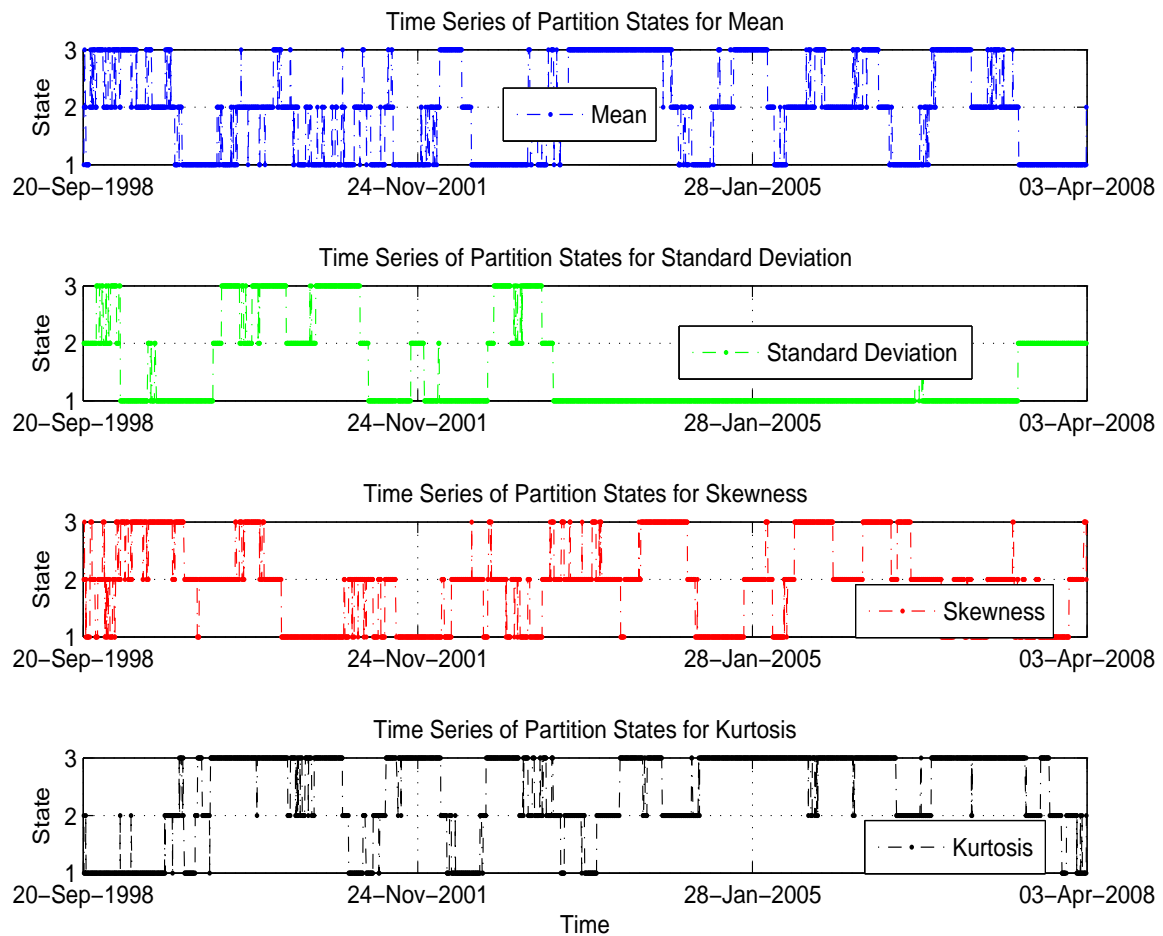 Time Series of Partition States for Mean
3
2
1
State
Mean
20−Sep−1998 24−Nov−2001 28−Jan−2005 03−Apr−2008
Time Series of Partition States for Standard Deviation
3
2
1
State
Standard Deviation
20−Sep−1998 24−Nov−2001 28−Jan−2005 03−Apr−2008
Time Series of Partition States for Skewness
3
2
1
State
Skewness
20−Sep−1998 24−Nov−2001 28−Jan−2005 03−Apr−2008
Time Series of Partition States for Kurtosis
3
2
1
State
Kurtosis
20−Sep−1998 24−Nov−2001 28−Jan−2005 03−Apr−2008
Time